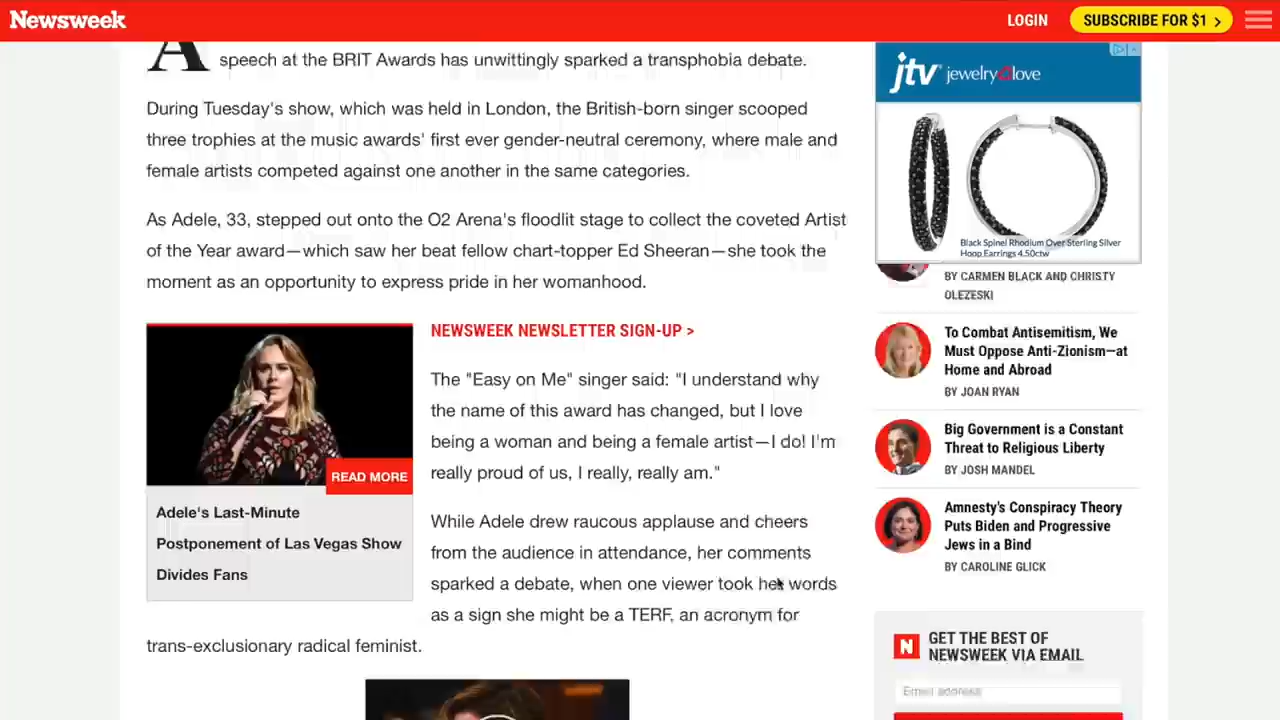 Newsweek
LOGIN
SUBSCRIBE FOR $1 >
A speech at the BRIT Awards has unwittingly sparked a transphobia debate.
During Tuesday's show, which was held in London, the British-born singer scooped
three trophies at the music awards' first ever gender-neutral ceremony, where male and
female artists competed against one another in the same categories.
As Adele, 33, stepped out onto the O2 Arena's floodlit stage to collect the coveted Artist
of the Year award—which saw her beat fellow chart-topper Ed Sheeran—she took the
moment as an opportunity to express pride in her womanhood.
READ MORE
Adele's Last-Minute
Postponement of Las Vegas Show
Divides Fans
NEWSWEEK NEWSLETTER SIGN-UP >
The "Easy on Me" singer said: "I understand why
the name of this award has changed, but I love
being a woman and being a female artist—I do! I'm
really proud of us, I really, really am."
While Adele drew raucous applause and cheers
from the audience in attendance, her comments
sparked a debate, when one viewer took her words
as a sign she might be a TERF, an acronym for
trans-exclusionary radical feminist.
jtv jewelry love
Black Spinel Rhodium Over Sterling Silver
Hoop Earrings 4.50ctw
BY CARMEN BLACK AND CHRISTY
OLEZESKI
To Combat Antisemitism, We
Must Oppose Anti-Zionism—at
Home and Abroad
BY JOAN RYAN
Big Government is a Constant
Threat to Religious Liberty
BY JOSH MANDEL
Amnesty's Conspiracy Theory
Puts Biden and Progressive
Jews in a Bind
BY CAROLINE GLICK
N
GET THE BEST OF
NEWSWEEK VIA EMAIL
Email address